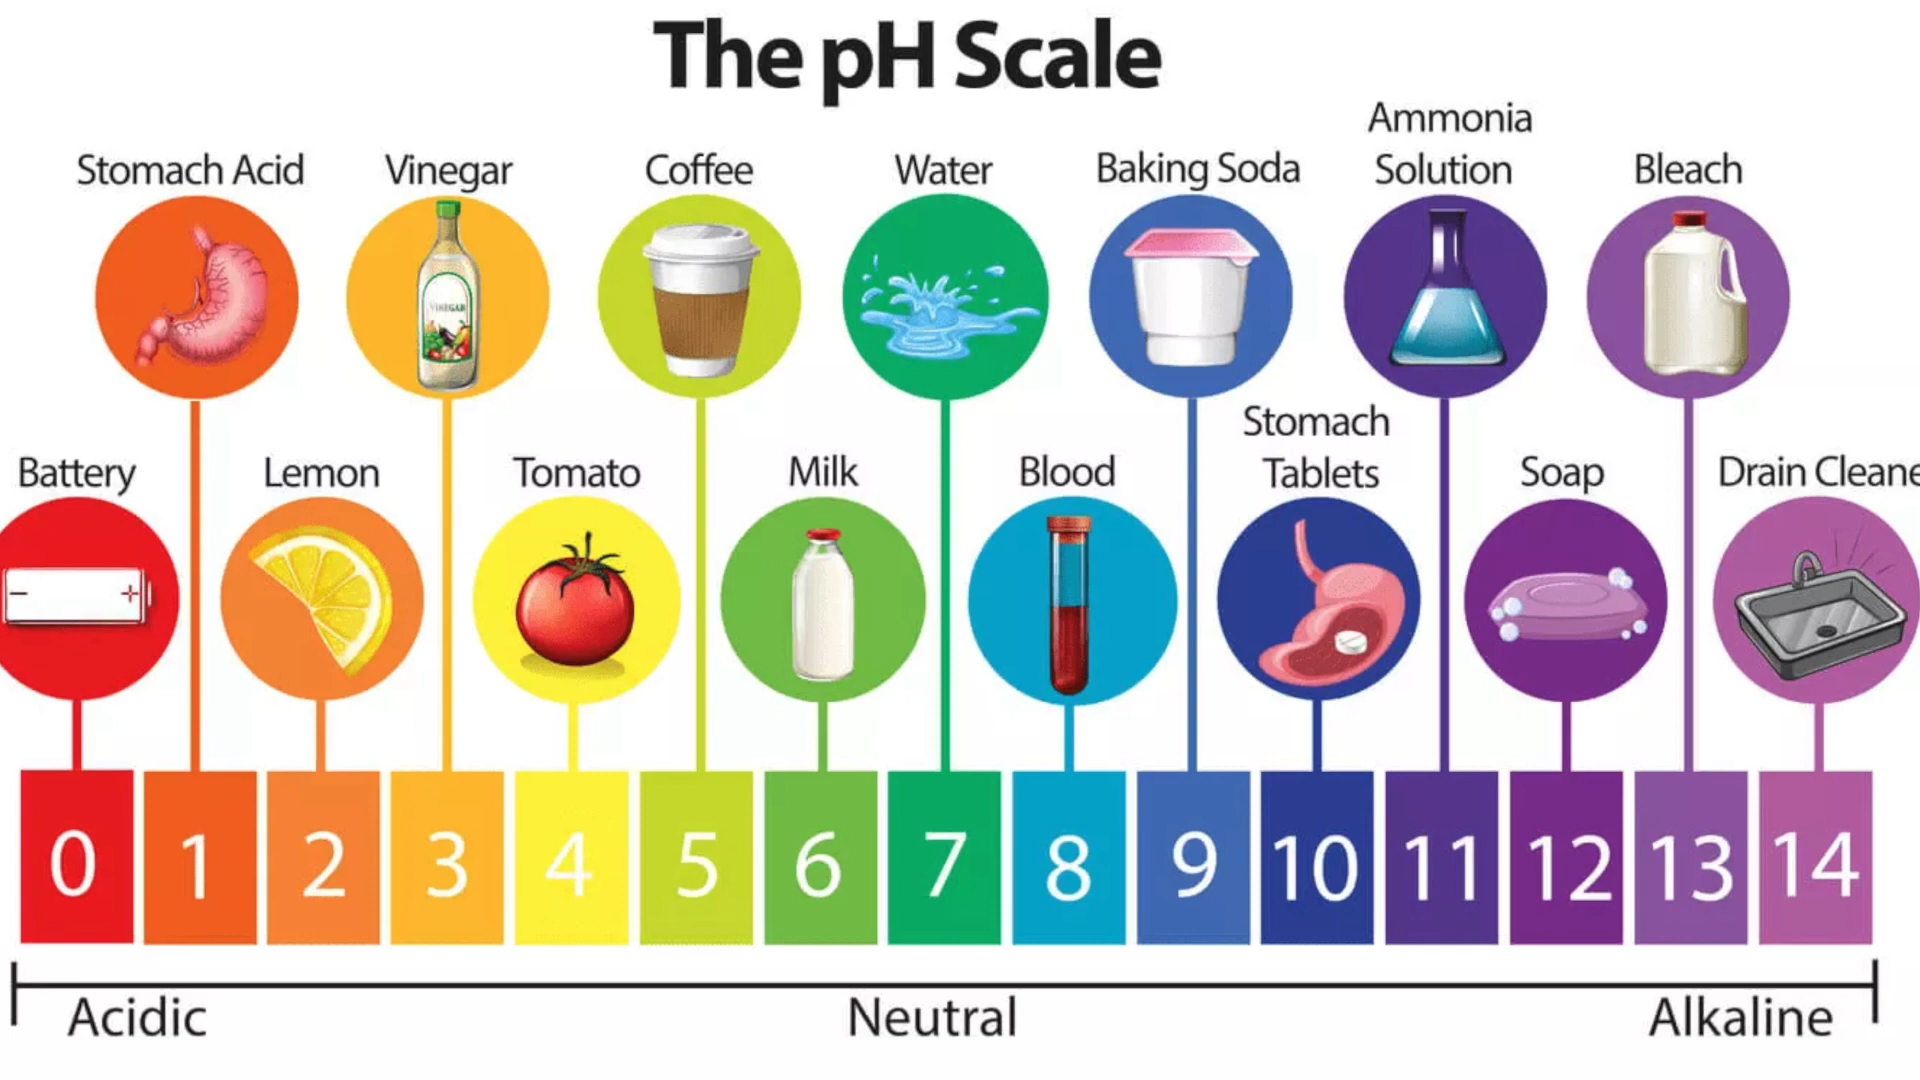 The pH Scale
Stomach Acid
Vinegar
Coffee
Water
Baking Soda
Ammonia
Solution
Bleach
VINEGAR
Battery
Lemon
Tomato
Milk
Blood
Stomach
Tablets
Soap
Drain Cleane
− +
0 1 2 3 4 5 6 7 8 9 10 11 12 13 14
Acidic
Neutral
Alkaline